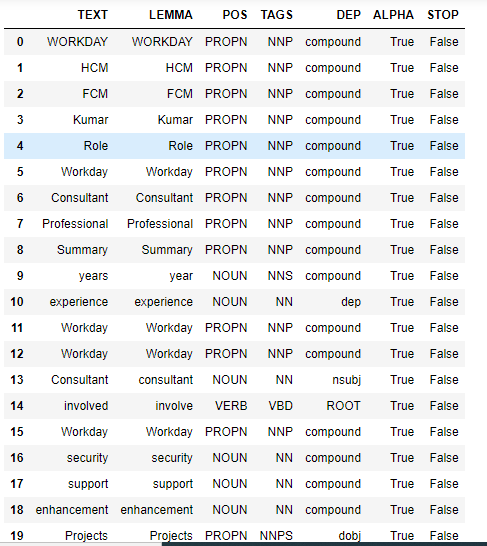 TEXT LEMMA POS TAGS DEP ALPHA STOP
0 WORKDAY WORKDAY PROPN NNP compound True False
1 HCM HCM PROPN NNP compound True False
2 FCM FCM PROPN NNP compound True False
3 Kumar Kumar PROPN NNP compound True False
4 Role Role PROPN NNP compound True False
5 Workday Workday PROPN NNP compound True False
6 Consultant Consultant PROPN NNP compound True False
7 Professional Professional PROPN NNP compound True False
8 Summary Summary PROPN NNP compound True False
9 years year NOUN NNS compound True False
10 experience experience NOUN NN dep True False
11 Workday Workday PROPN NNP compound True False
12 Workday Workday PROPN NNP compound True False
13 Consultant consultant NOUN NN nsubj True False
14 involved involve VERB VBD ROOT True False
15 Workday Workday PROPN NNP compound True False
16 security security NOUN NN compound True False
17 support support NOUN NN compound True False
18 enhancement enhancement NOUN NN compound True False
19 Projects Projects PROPN NNPS dobj True False